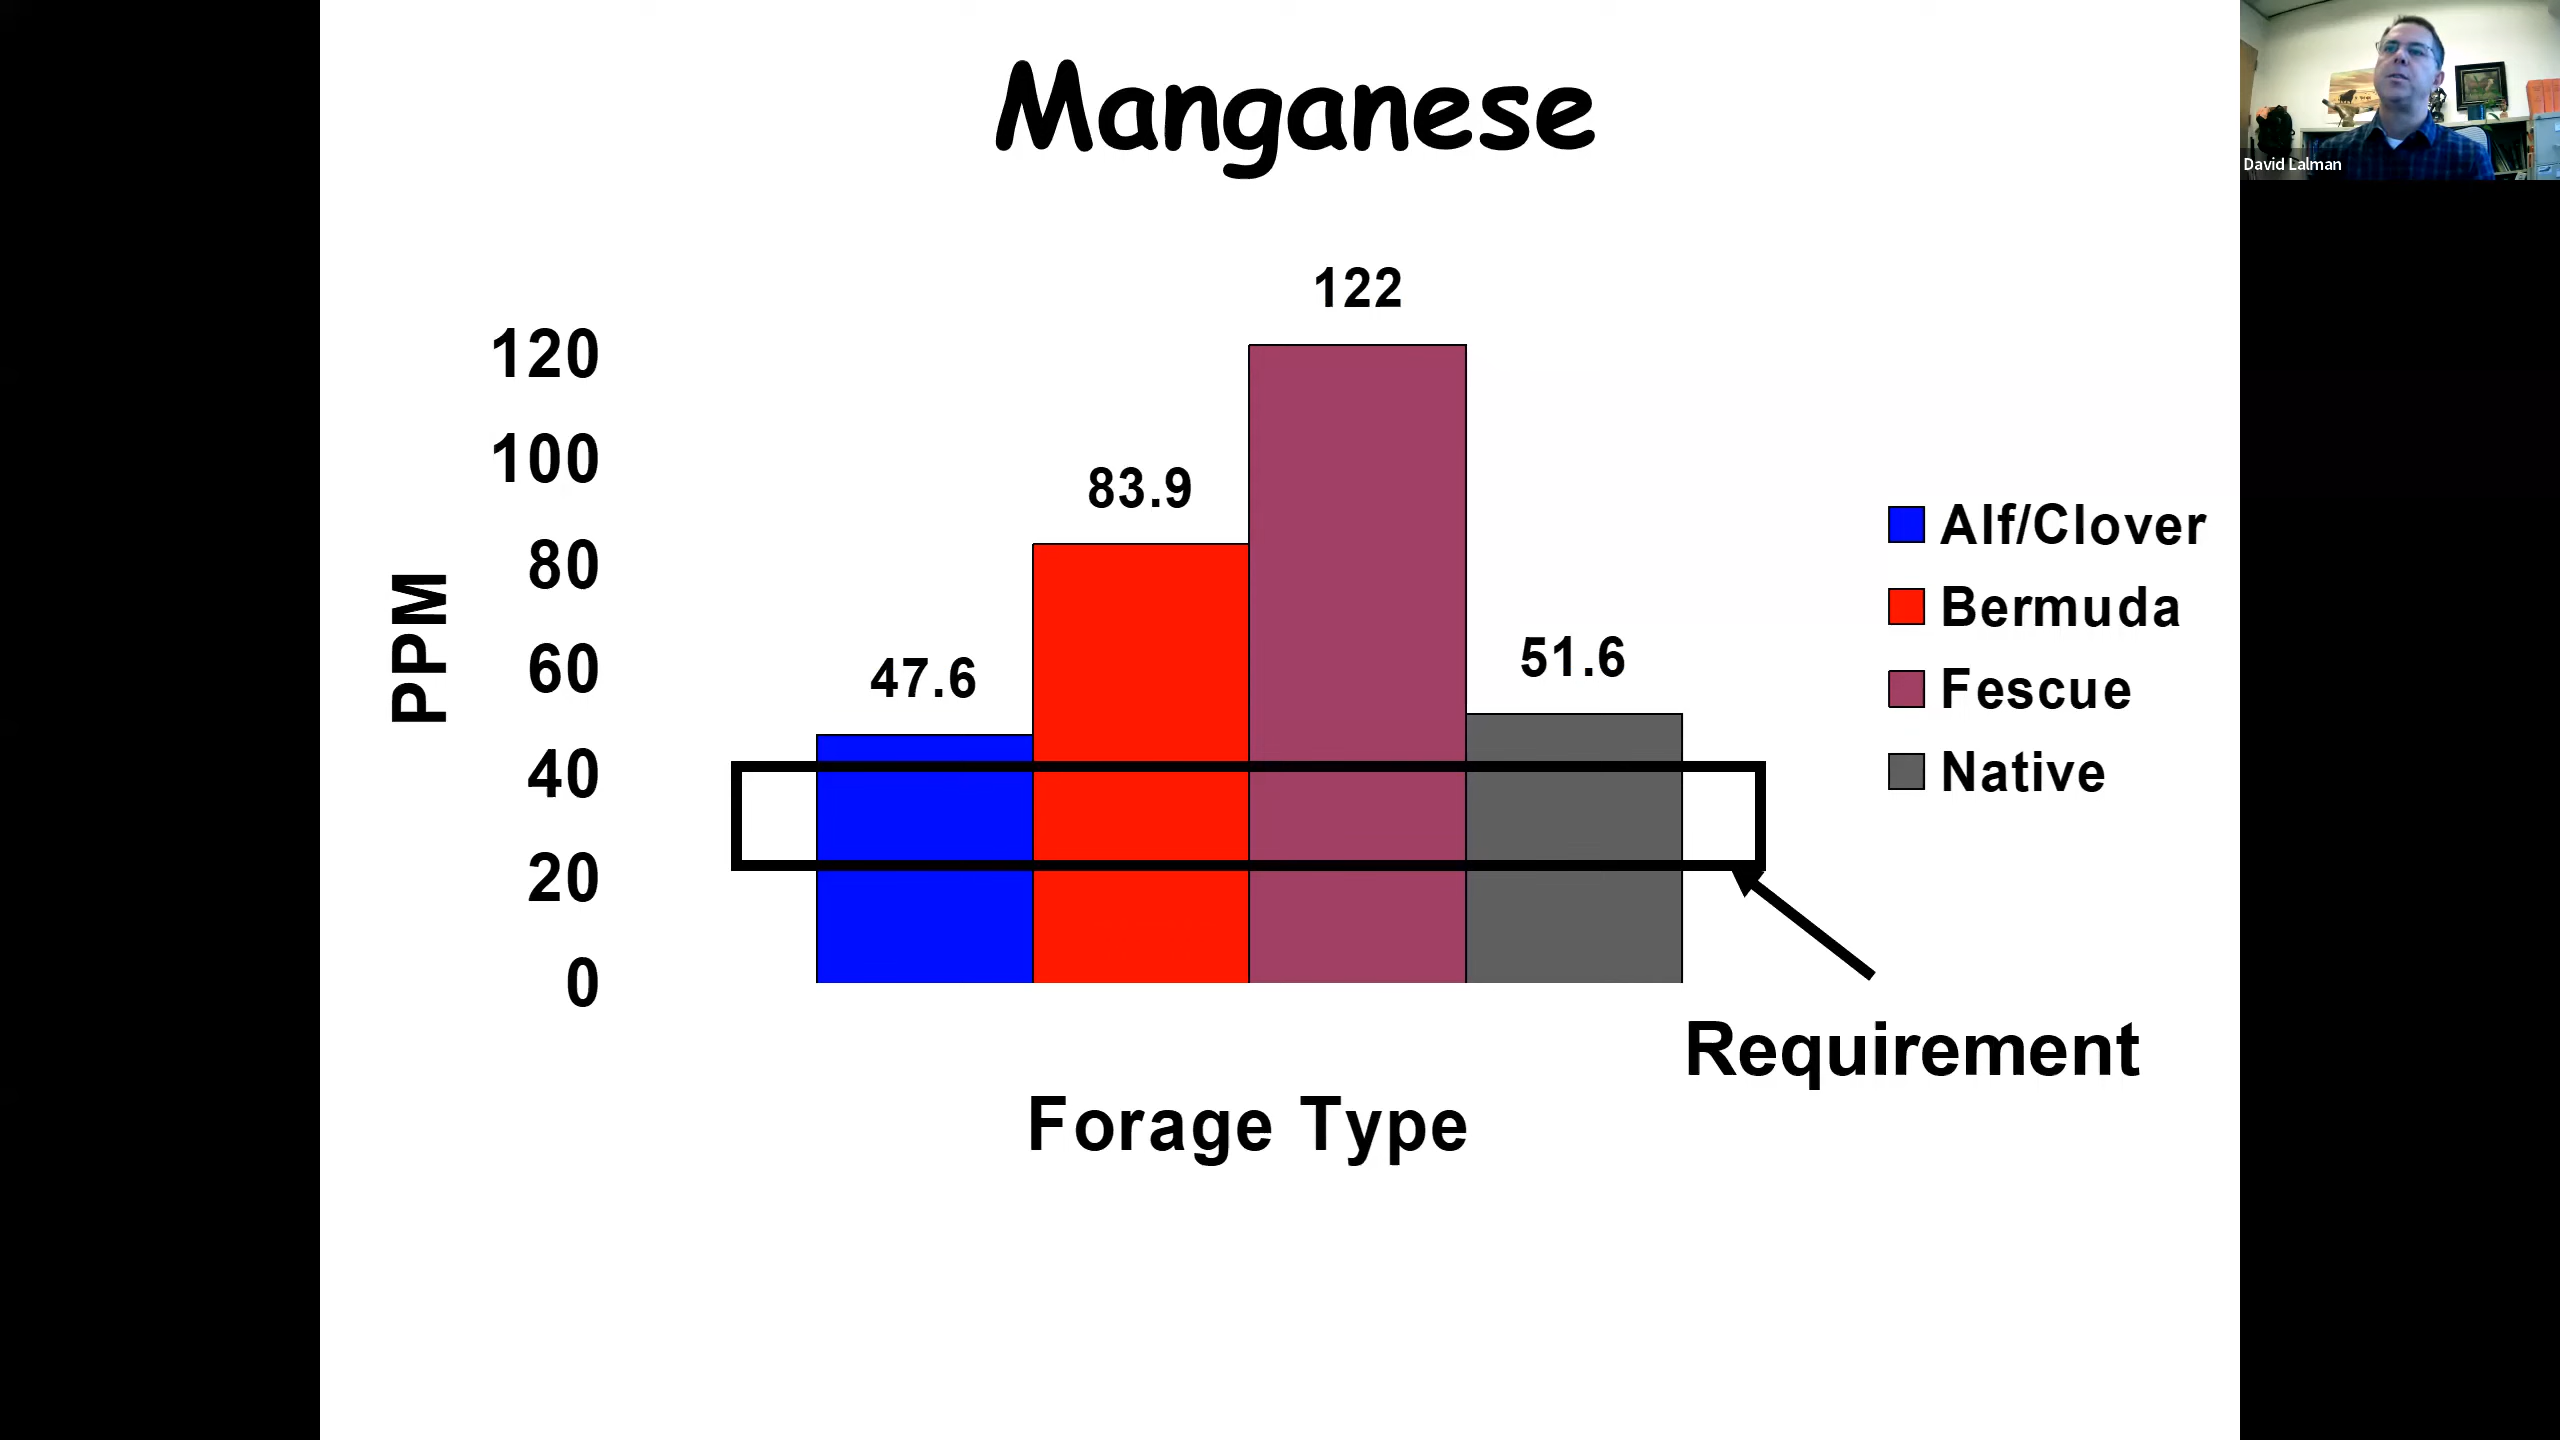 Manganese
David Lalman
122
120
100
83.9
80
PPM
60
47.6
51.6
40
20
0
Alf/Clover
Bermuda
Fescue
Native
Requirement
Forage Type